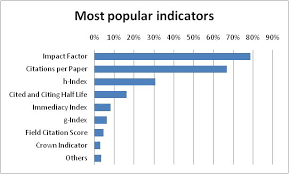 Most popular indicators
0% 10% 20% 30% 40% 50% 60% 70% 80% 90%
Impact Factor
Citations per Paper
h-Index
Cited and Citing Half Life
Immediacy Index
g-Index
Field Citation Score
Crown Indicator
Others